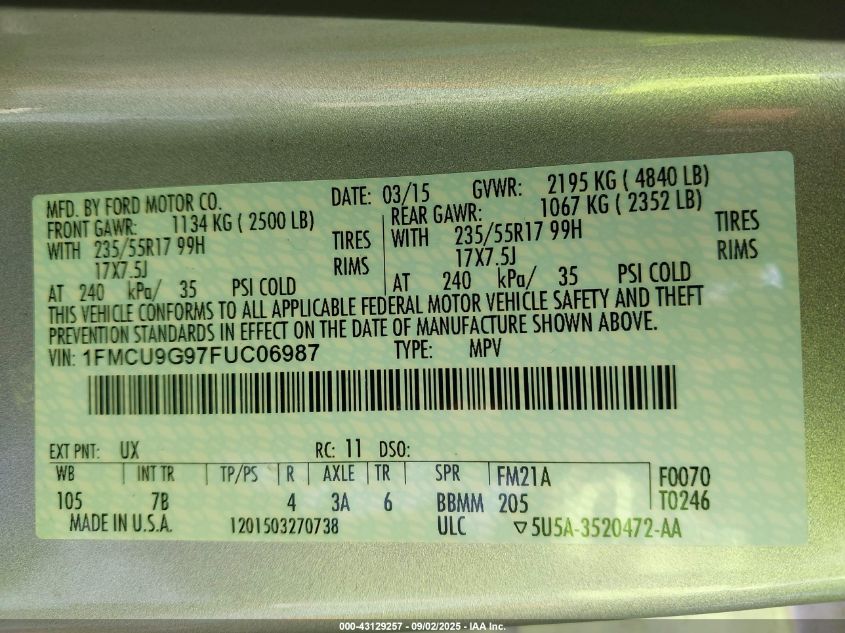 MFD. BY FORD MOTOR CO. DATE: 03/15 GVWR: 2195 KG ( 4840 LB)
FRONT GAWR: 1134 KG ( 2500 LB) REAR GAWR: 1067 KG ( 2352 LB)
WITH 235/55R17 99H TIRES WITH 235/55R17 99H TIRES
17X7.5J RIMS 17X7.5J RIMS
AT 240 kPa/ 35 PSI COLD AT 240 kPa/ 35 PSI COLD
THIS VEHICLE CONFORMS TO ALL APPLICABLE FEDERAL MOTOR VEHICLE SAFETY AND THEFT
PREVENTION STANDARDS IN EFFECT ON THE DATE OF MANUFACTURE SHOWN ABOVE.
VIN: 1FMCU9G97FUC06987 TYPE: MPV
EXT PNT: UX RC: 11 DSO:
WB INT TR TP/PS R AXLE TR SPR FM21A F0070
105 7B 4 3A 6 BBMM 205 T0246
MADE IN U.S.A. 1201503270738 ULC ▽5U5A-3520472-AA
000-43129257 - 09/02/2025 - IAA Inc.